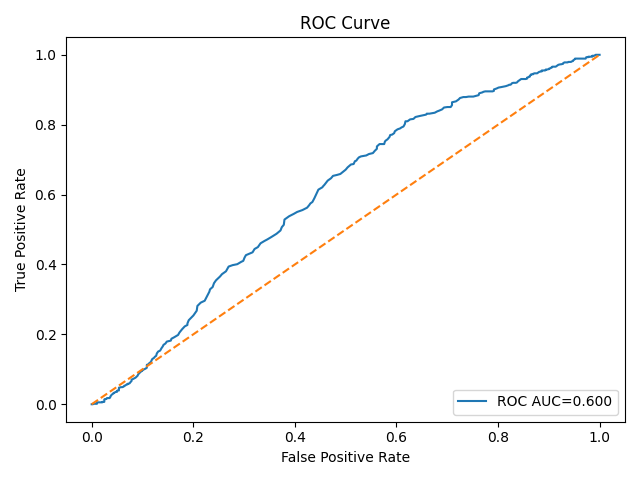 ROC Curve
True Positive Rate
1.0
0.8
0.6
0.4
0.2
0.0
ROC AUC=0.600
0.0 0.2 0.4 0.6 0.8 1.0
False Positive Rate